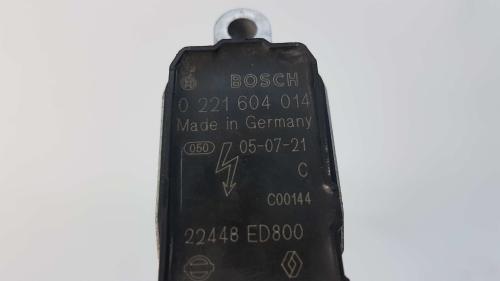 BOSCH
0 221 604 014
Made in Germany
050 05-07-21
C
C00144
22448 ED800